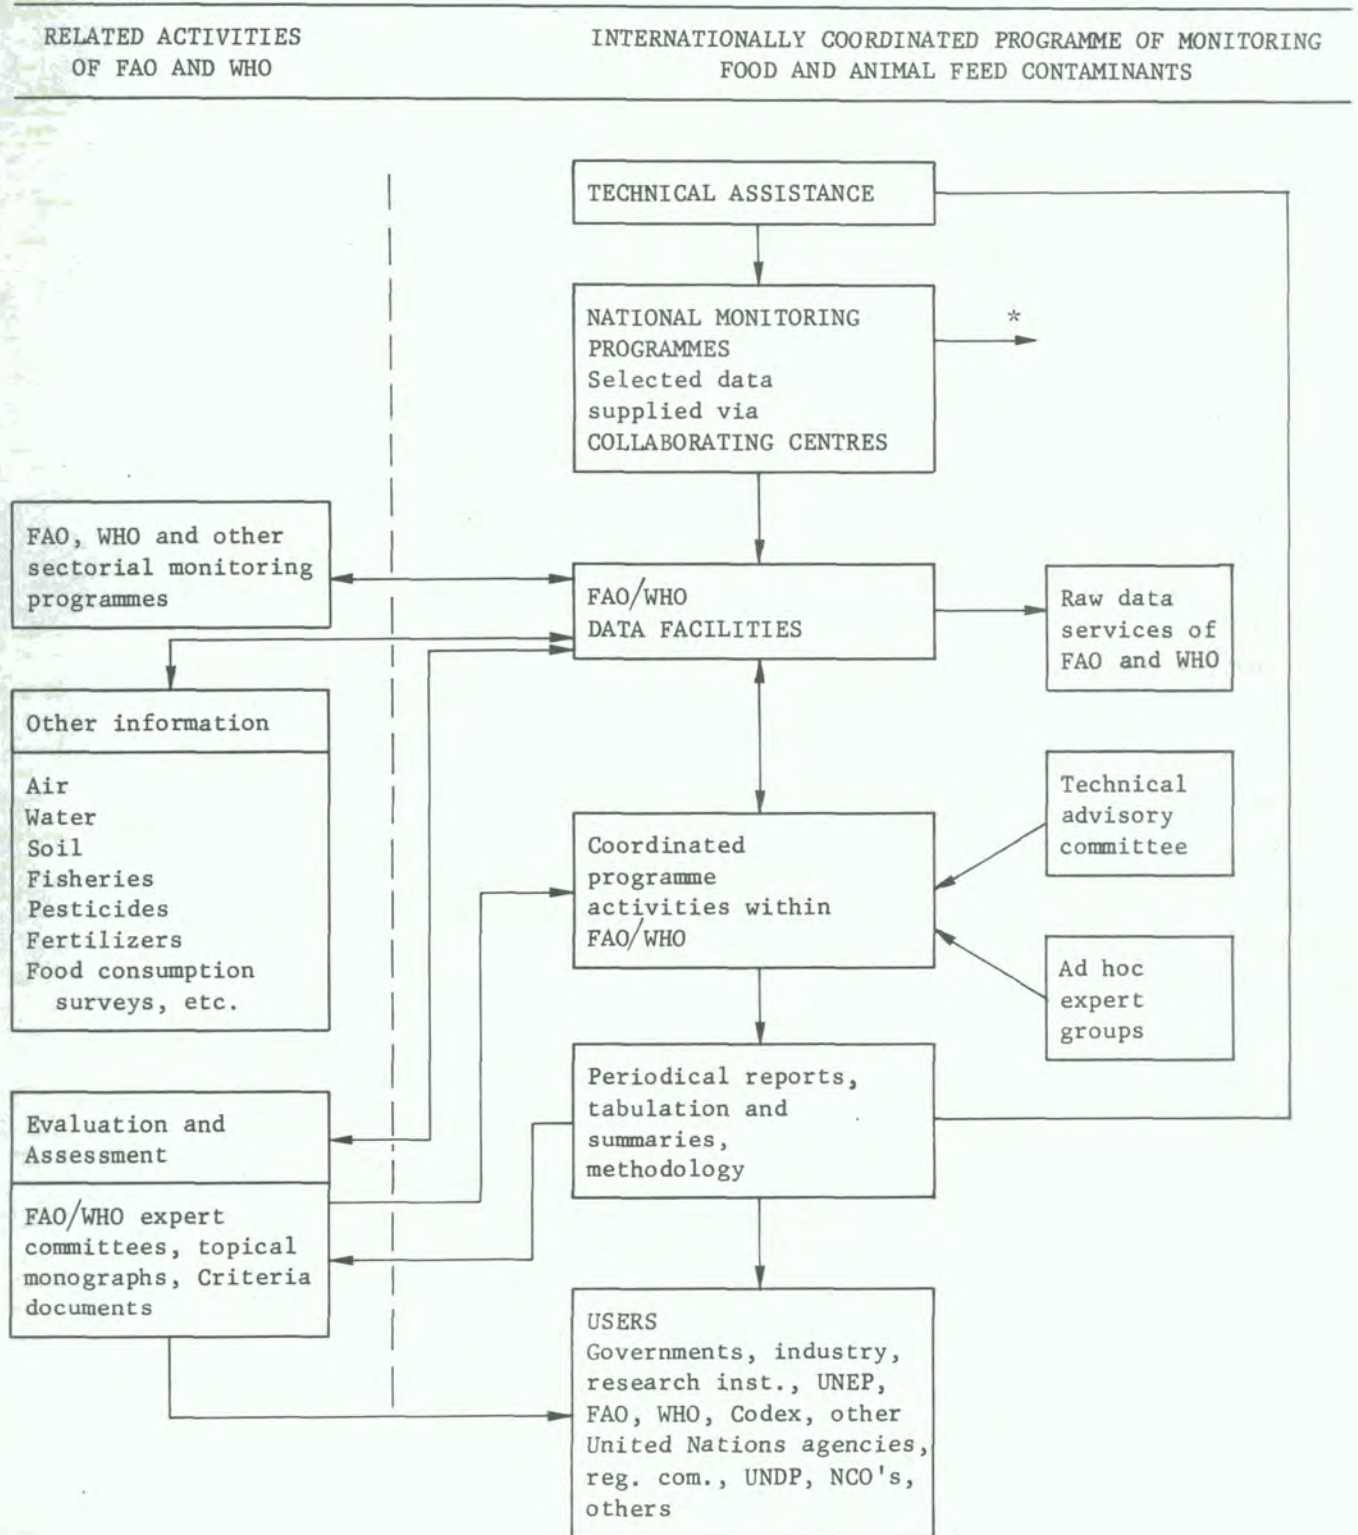 RELATED ACTIVITIES
OF FAO AND WHO
INTERNATIONALLY COORDINATED PROGRAMME OF MONITORING
FOOD AND ANIMAL FEED CONTAMINANTS
TECHNICAL ASSISTANCE
NATIONAL MONITORING
PROGRAMMES
Selected data
supplied via
COLLABORATING CENTRES
*
FAO, WHO and other
sectorial monitoring
programmes
FAO/WHO
DATA FACILITIES
Raw data
services of
FAO and WHO
Other information
Air
Water
Soil
Fisheries
Pesticides
Fertilizers
Food consumption
surveys, etc.
Technical
advisory
committee
Coordinated
programme
activities within
FAO/WHO
Ad hoc
expert
groups
Periodical reports,
tabulation and
summaries,
methodology
Evaluation and
Assessment
FAO/WHO expert
committees, topical
monographs, Criteria
documents
USERS
Governments, industry,
research inst., UNEP,
FAO, WHO, Codex, other
United Nations agencies,
reg. com., UNDP, NCO's,
others